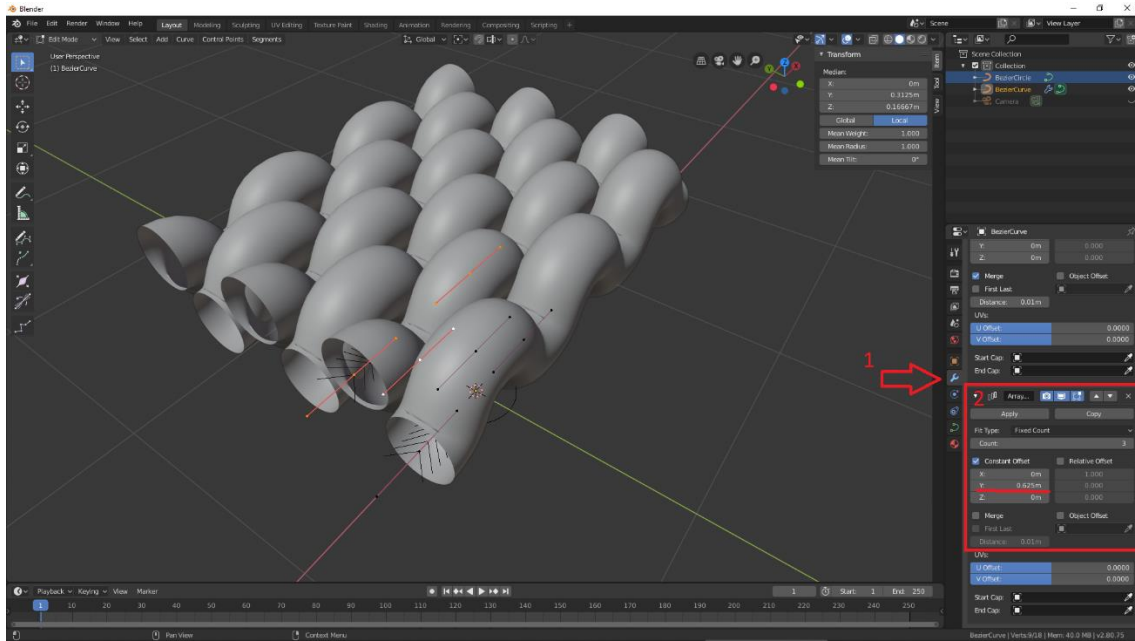 Blender
File Edit Render Window Help Layout Modeling Sculpting UV Editing Texture Paint Shading Animation Rendering Compositing Scripting + Scene View Layer
Edit Mode View Select Add Curve Control Points Segments Global
User Perspective
(1) BezierCurve
Transform
Median:
X: 0m
Y: 0.3125m
Z: 0.16667m
Global Local
Mean Weight: 1.000
Mean Radius: 1.000
Mean Tilt: 0°
Item
Tool
View
Scene Collection
Collection
BezierCircle
BezierCurve
Camera
BezierCurve
Y: 0m 0.000
Z: 0m 0.000
Merge Object Offset
First Last
Distance: 0.01m
UVs:
U Offset: 0.0000
V Offset: 0.0000
Start Cap:
End Cap:
1
2 Array...
Apply Copy
Fit Type: Fixed Count
Count: 3
Constant Offset Relative Offset
X: 0m 1.000
Y: 0.625m 0.000
Z: 0m 0.000
Merge Object Offset
First Last
Distance: 0.01m
UVs:
U Offset: 0.0000
V Offset: 0.0000
Start Cap:
End Cap:
Playback Keying View Marker 1 Start: 1 End: 250
1 10 20 30 40 50 60 70 80 90 100 110 120 130 140 150 160 170 180 190 200 210 220 230 240 250
Pan View Context Menu BezierCurve | Verts:9/18 | Mem: 40.0 MB | v2.80.75